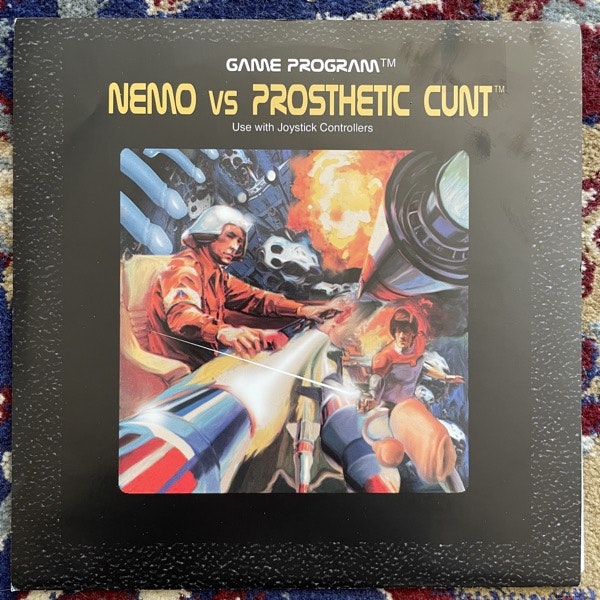 GAME PROGRAM™
NEMO VS PROSTHETIC CUNT™
Use with Joystick Controllers